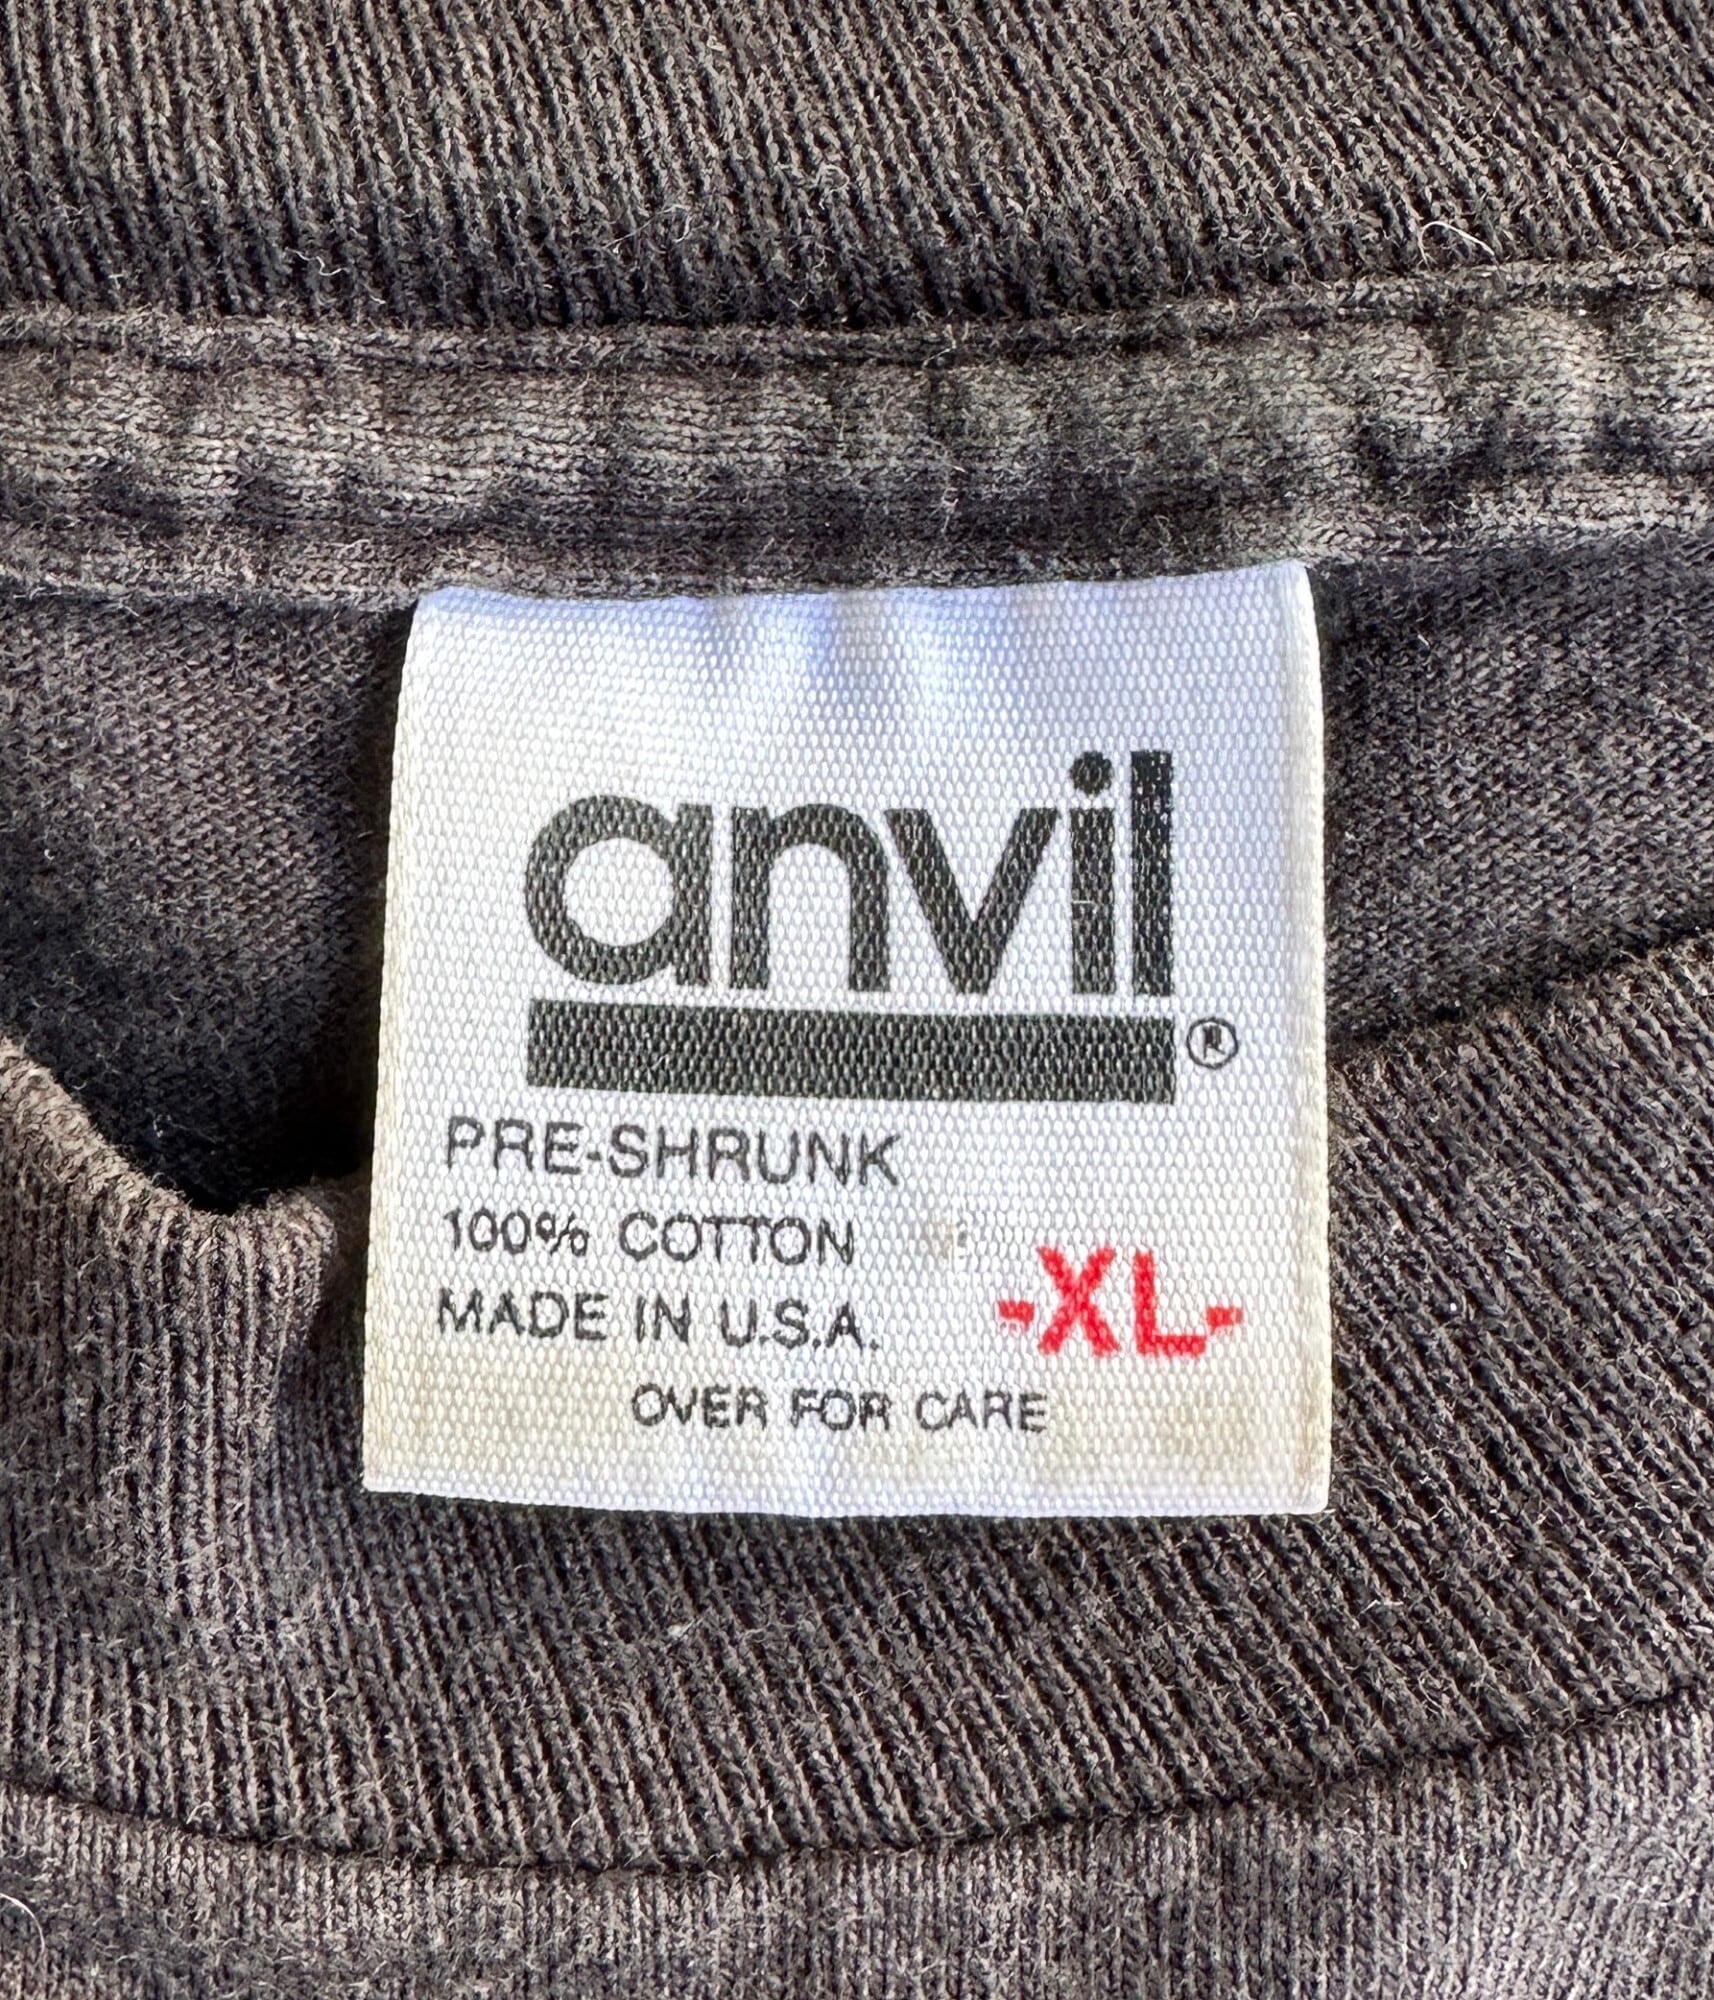 anvil
®
PRE-SHRUNK
100% COTTON
MADE IN U.S.A. -XL-
OVER FOR CARE